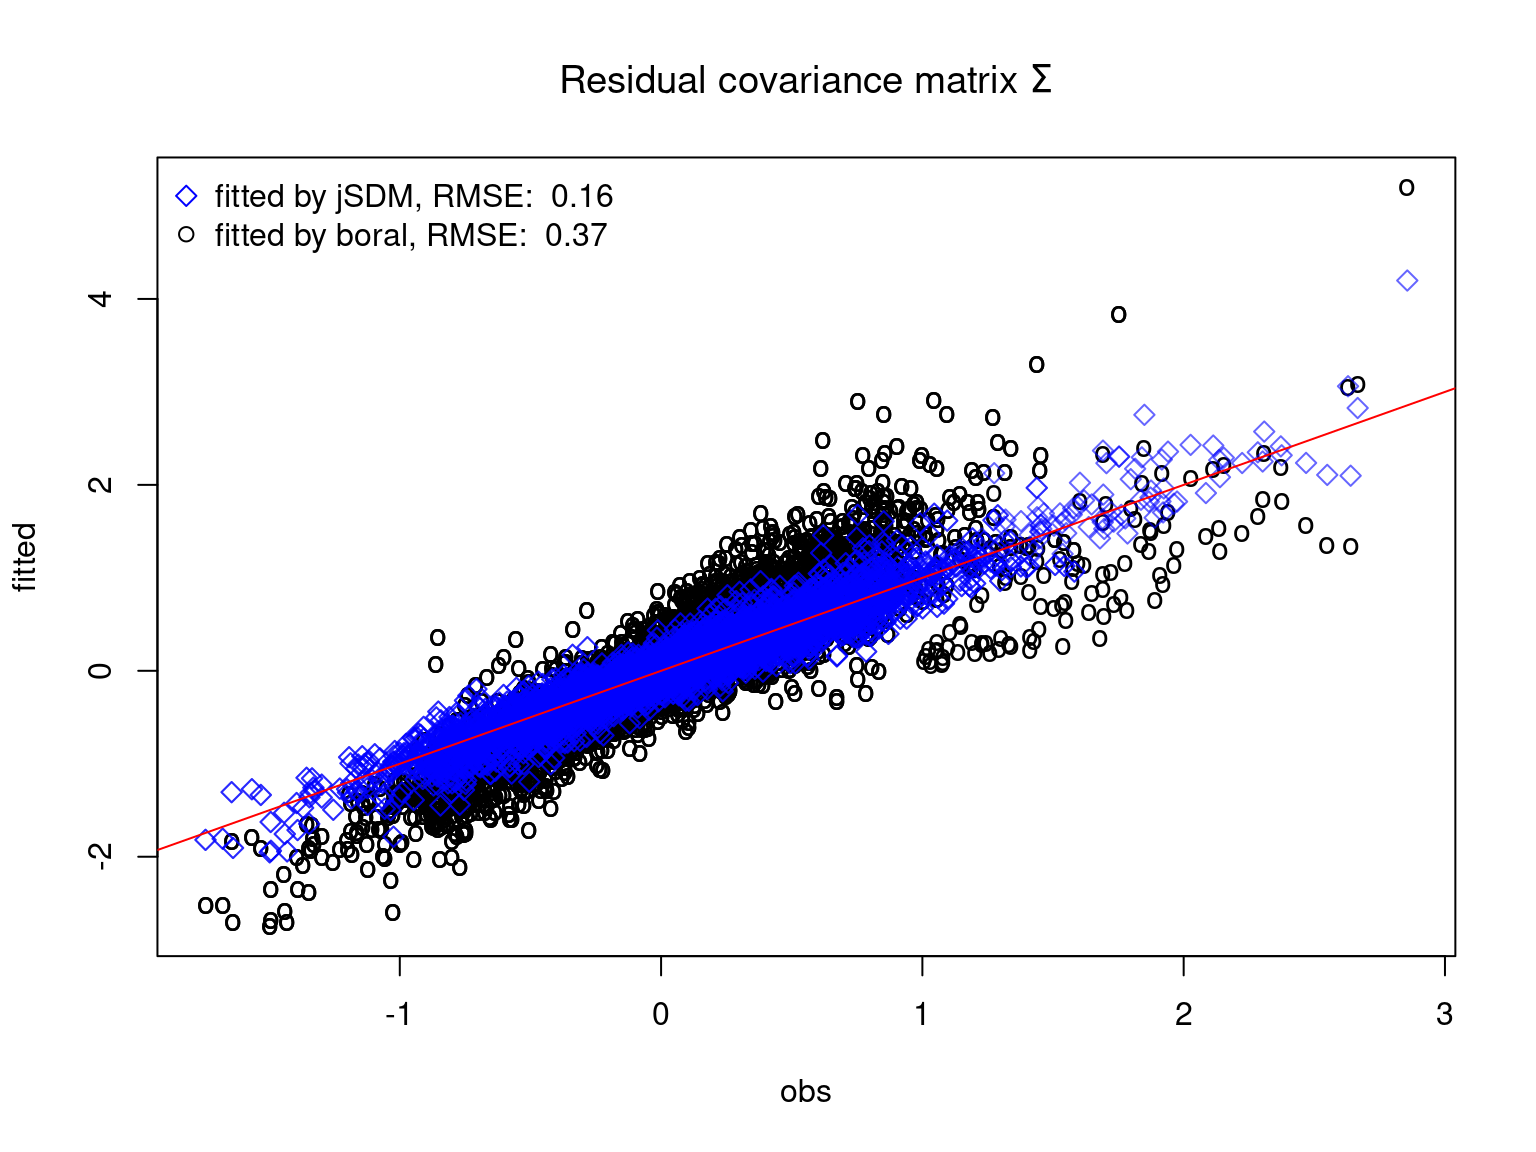 Residual covariance matrix Σ
fitted by jSDM, RMSE: 0.16
fitted by boral, RMSE: 0.37
fitted
4
2
0
-2
-1 0 1 2 3
obs